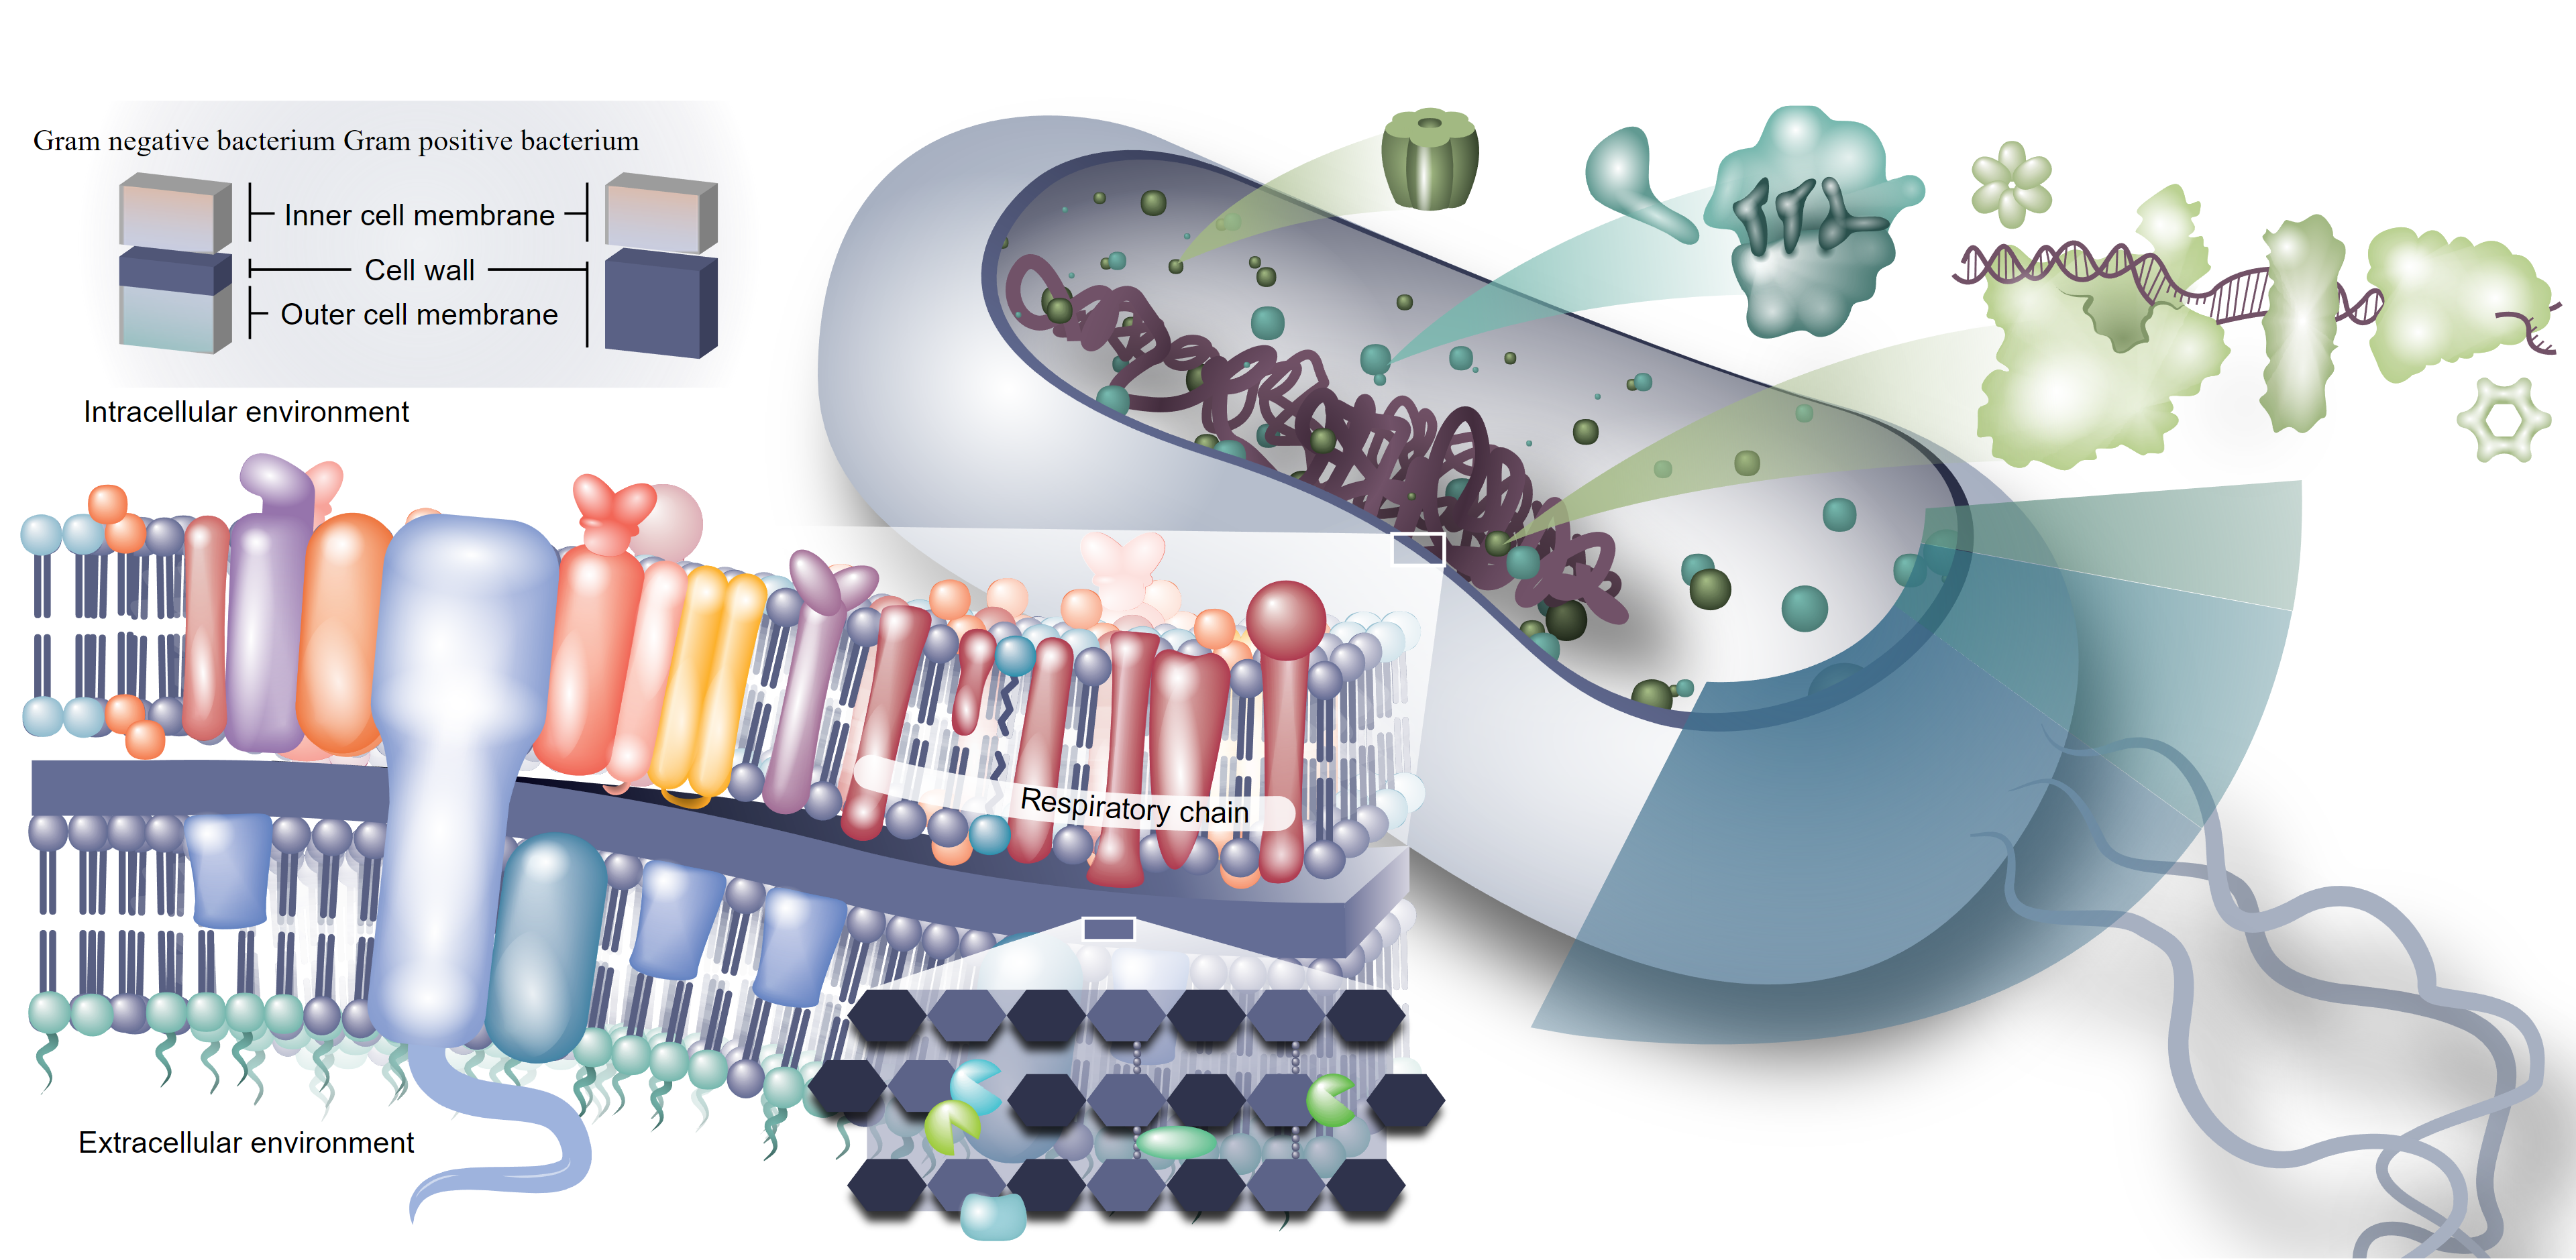 Gram negative bacterium Gram positive bacterium
Inner cell membrane
Cell wall
Outer cell membrane
Intracellular environment
Respiratory chain
Extracellular environment